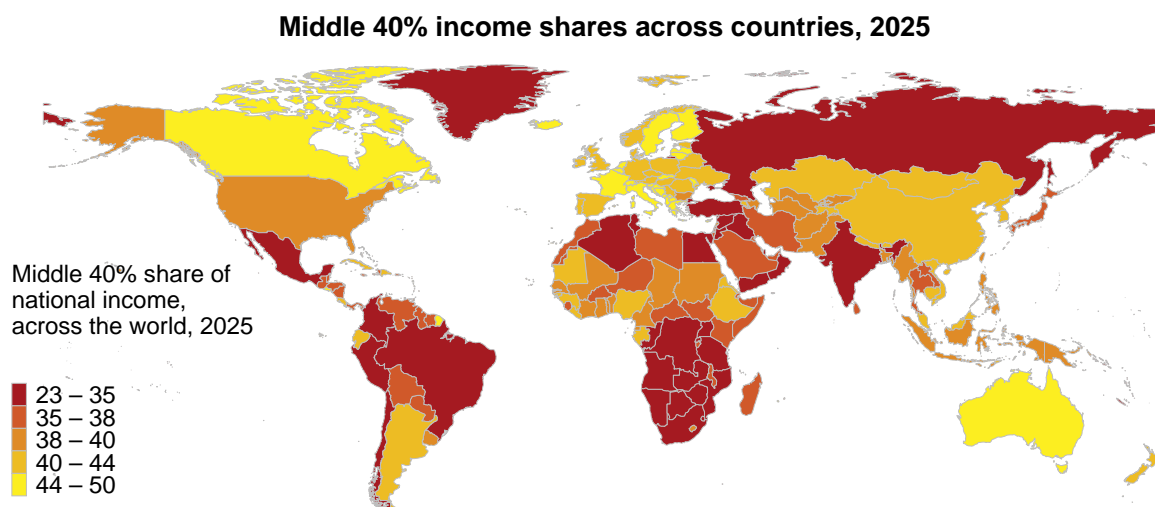 Middle 40% income shares across countries, 2025
Middle 40% share of
national income,
across the world, 2025
23 – 35
35 – 38
38 – 40
40 – 44
44 – 50